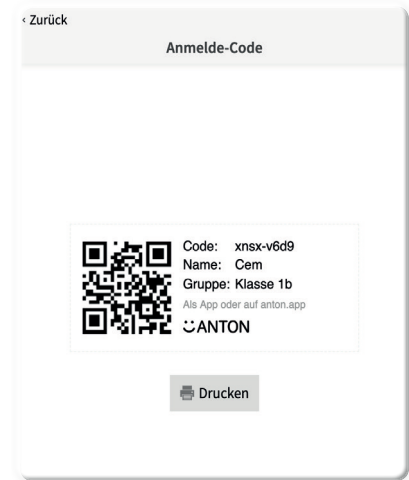 ‹ Zurück
Anmelde-Code
Code: xnsx-v6d9
Name: Cem
Gruppe: Klasse 1b
Als App oder auf anton.app
ANTON
Drucken